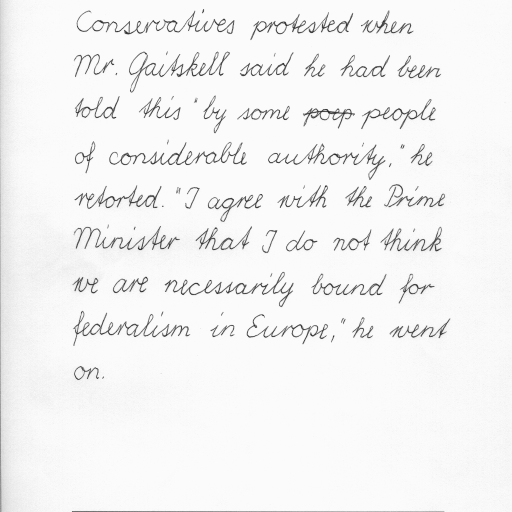 Conservatives protested when
Mr. Gaitskell said he had been
told this "by some poep people
of considerable authority," he
retorted. "I agree with the Prime
Minister that I do not think
we are necessarily bound for
federalism in Europe," he went
on.